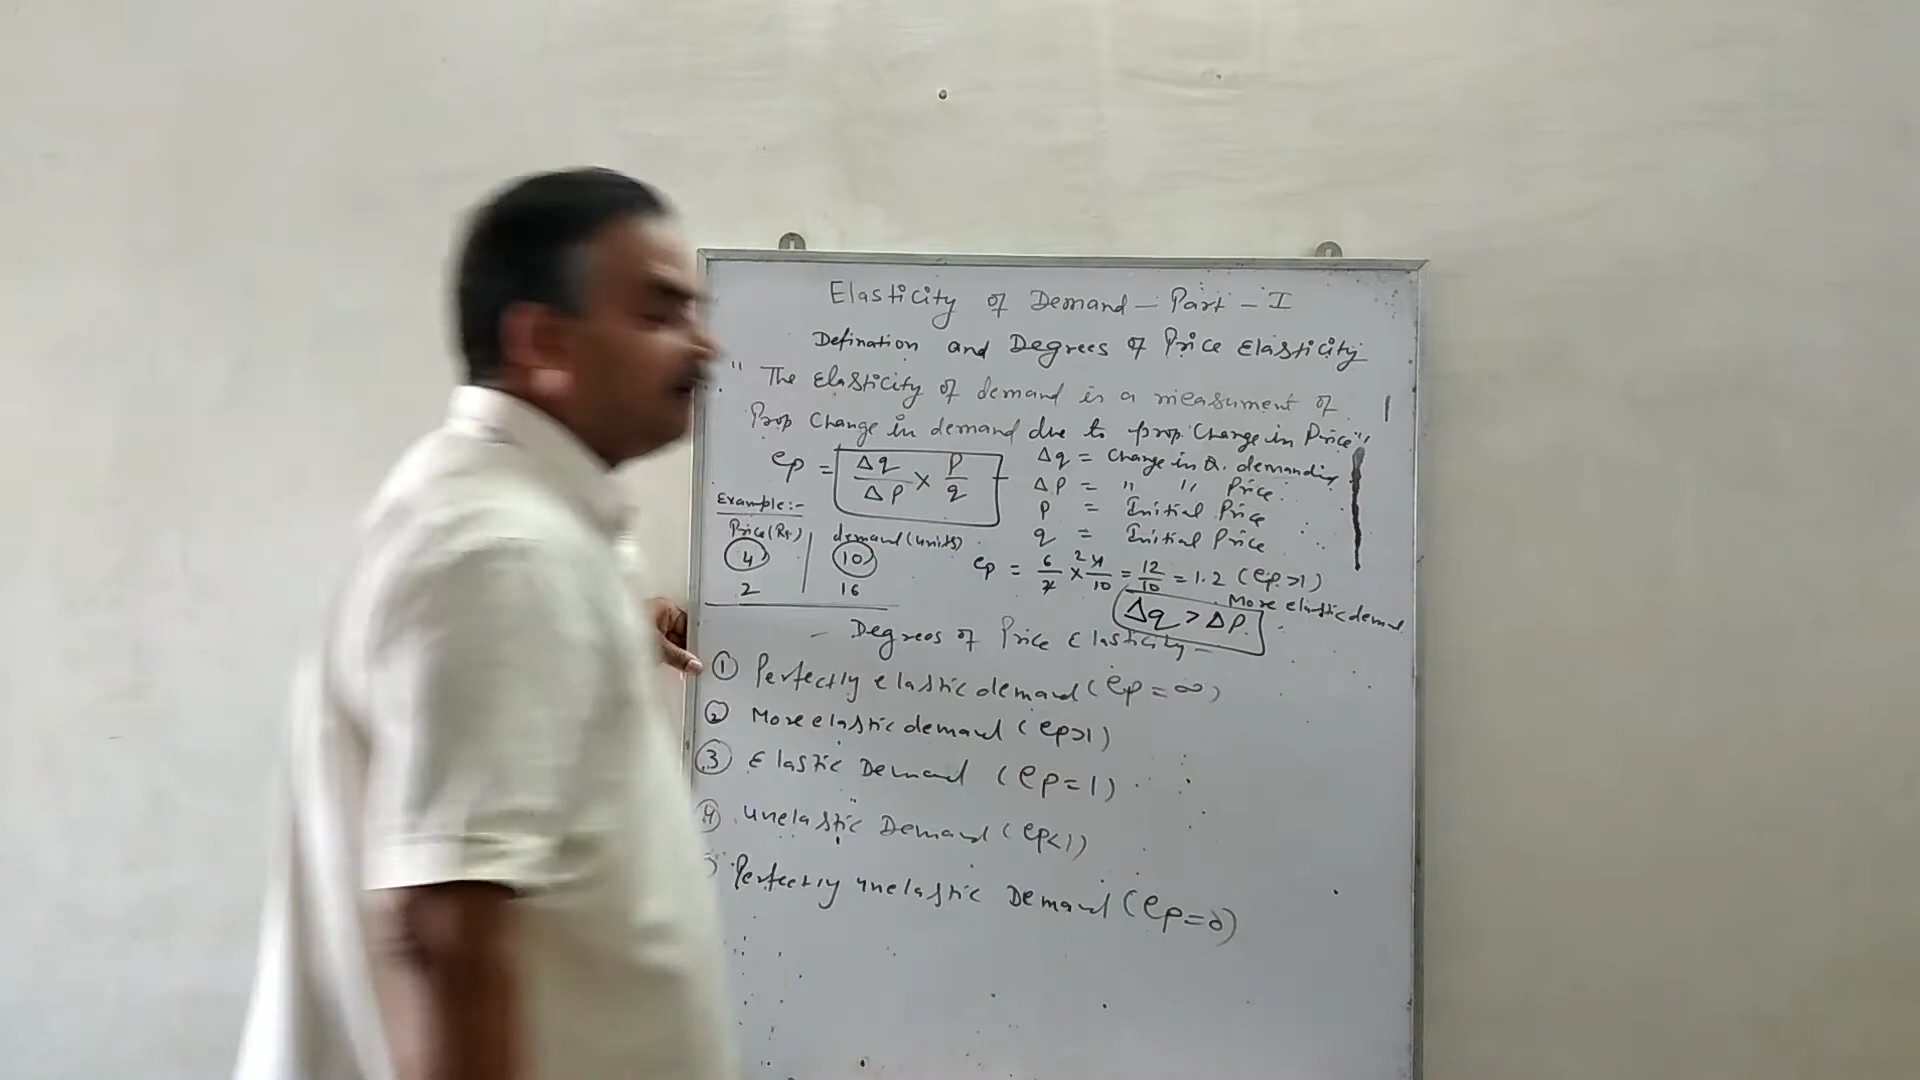 Elasticity of Demand - Part - I
Defination and Degrees of Price Elasticity
" The Elasticity of demand is a measument of
Prop Change in demand due to prop. Change in Price"
ep = Δq/ΔP × P/q
Δq = Change in Q. demanding
ΔP = " " Price.
P = Initial Price
q = Initial Price
Example:-
Price (Rs.) demand (units)
4 10
2 16
ep = 6/2 × 2 4/10 = 12/10 = 1.2 (ep>1)
More elastic demand.
Δq > ΔP.
- Degrees of Price Elasticity -
① Perfectly elastic demand (ep = ∞)
② More elastic demand (ep>1)
③ Elastic Demand (ep=1)
④ unelastic Demand (ep<1)
Perfectly unelastic Demand (ep=0)